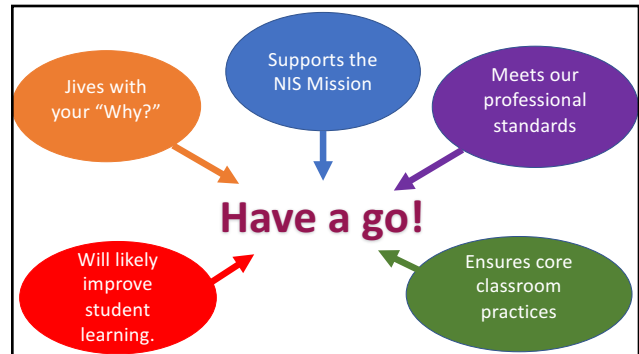 Jives with
your “Why?”
Supports the
NIS Mission
Meets our
professional
standards
Have a go!
Will likely
improve
student
learning.
Ensures core
classroom
practices